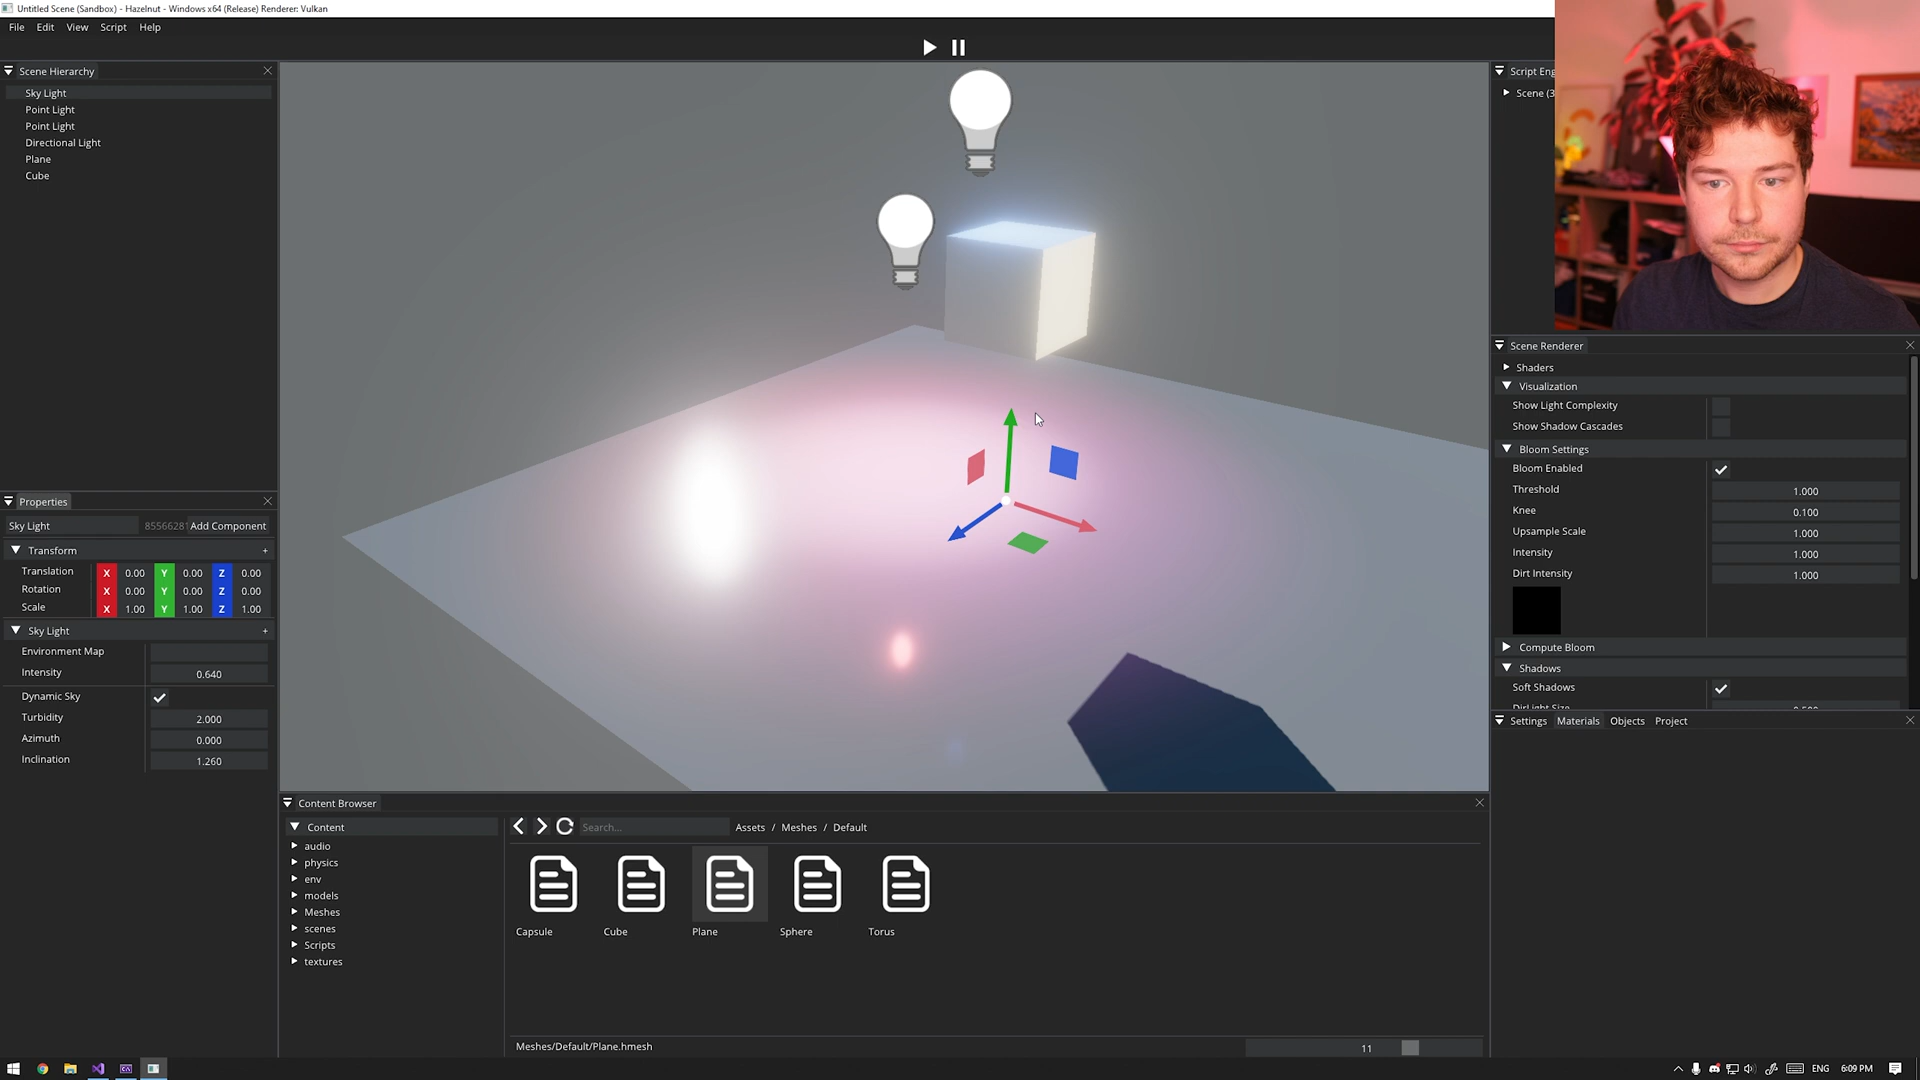 Untitled Scene (Sandbox) - Hazelnut - Windows x64 (Release) Renderer: Vulkan
File Edit View Script Help
Scene Hierarchy
Sky Light
Point Light
Point Light
Directional Light
Plane
Cube
Properties
Sky Light 85566281 Add Component
Transform +
Translation X 0.00 Y 0.00 Z 0.00
Rotation X 0.00 Y 0.00 Z 0.00
Scale X 1.00 Y 1.00 Z 1.00
Sky Light +
Environment Map
Intensity 0.640
Dynamic Sky
Turbidity 2.000
Azimuth 0.000
Inclination 1.260
Content Browser
Content
audio
physics
env
models
Meshes
scenes
Scripts
textures
Search... Assets / Meshes / Default
Capsule Cube Plane Sphere Torus
Meshes/Default/Plane.hmesh 11
Script Eng
Scene (3
Scene Renderer
Shaders
Visualization
Show Light Complexity
Show Shadow Cascades
Bloom Settings
Bloom Enabled
Threshold 1.000
Knee 0.100
Upsample Scale 1.000
Intensity 1.000
Dirt Intensity 1.000
Compute Bloom
Shadows
Soft Shadows
Settings Materials Objects Project
ENG 6:09 PM